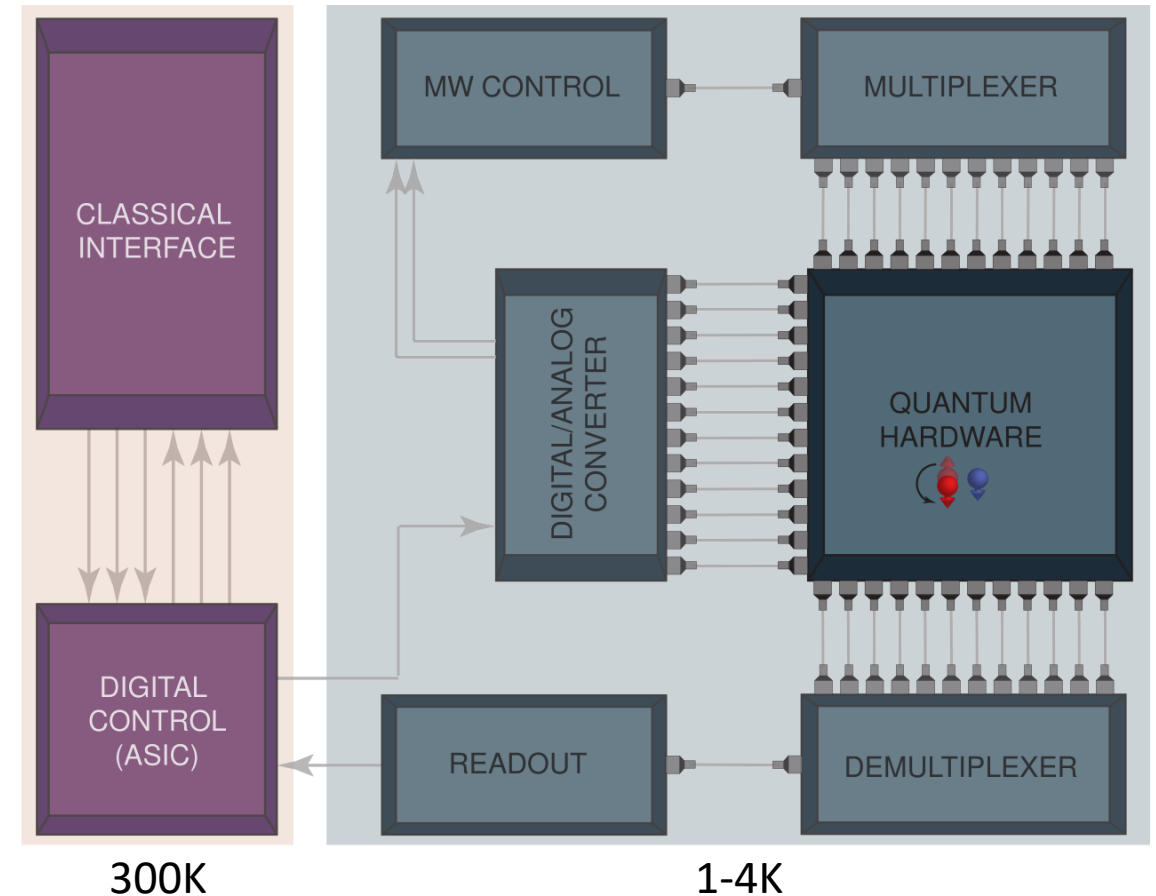 CLASSICAL
INTERFACE
DIGITAL
CONTROL
(ASIC)
300K
MW CONTROL
MULTIPLEXER
DIGITAL/ANALOG
CONVERTER
QUANTUM
HARDWARE
READOUT
DEMULTIPLEXER
1-4K